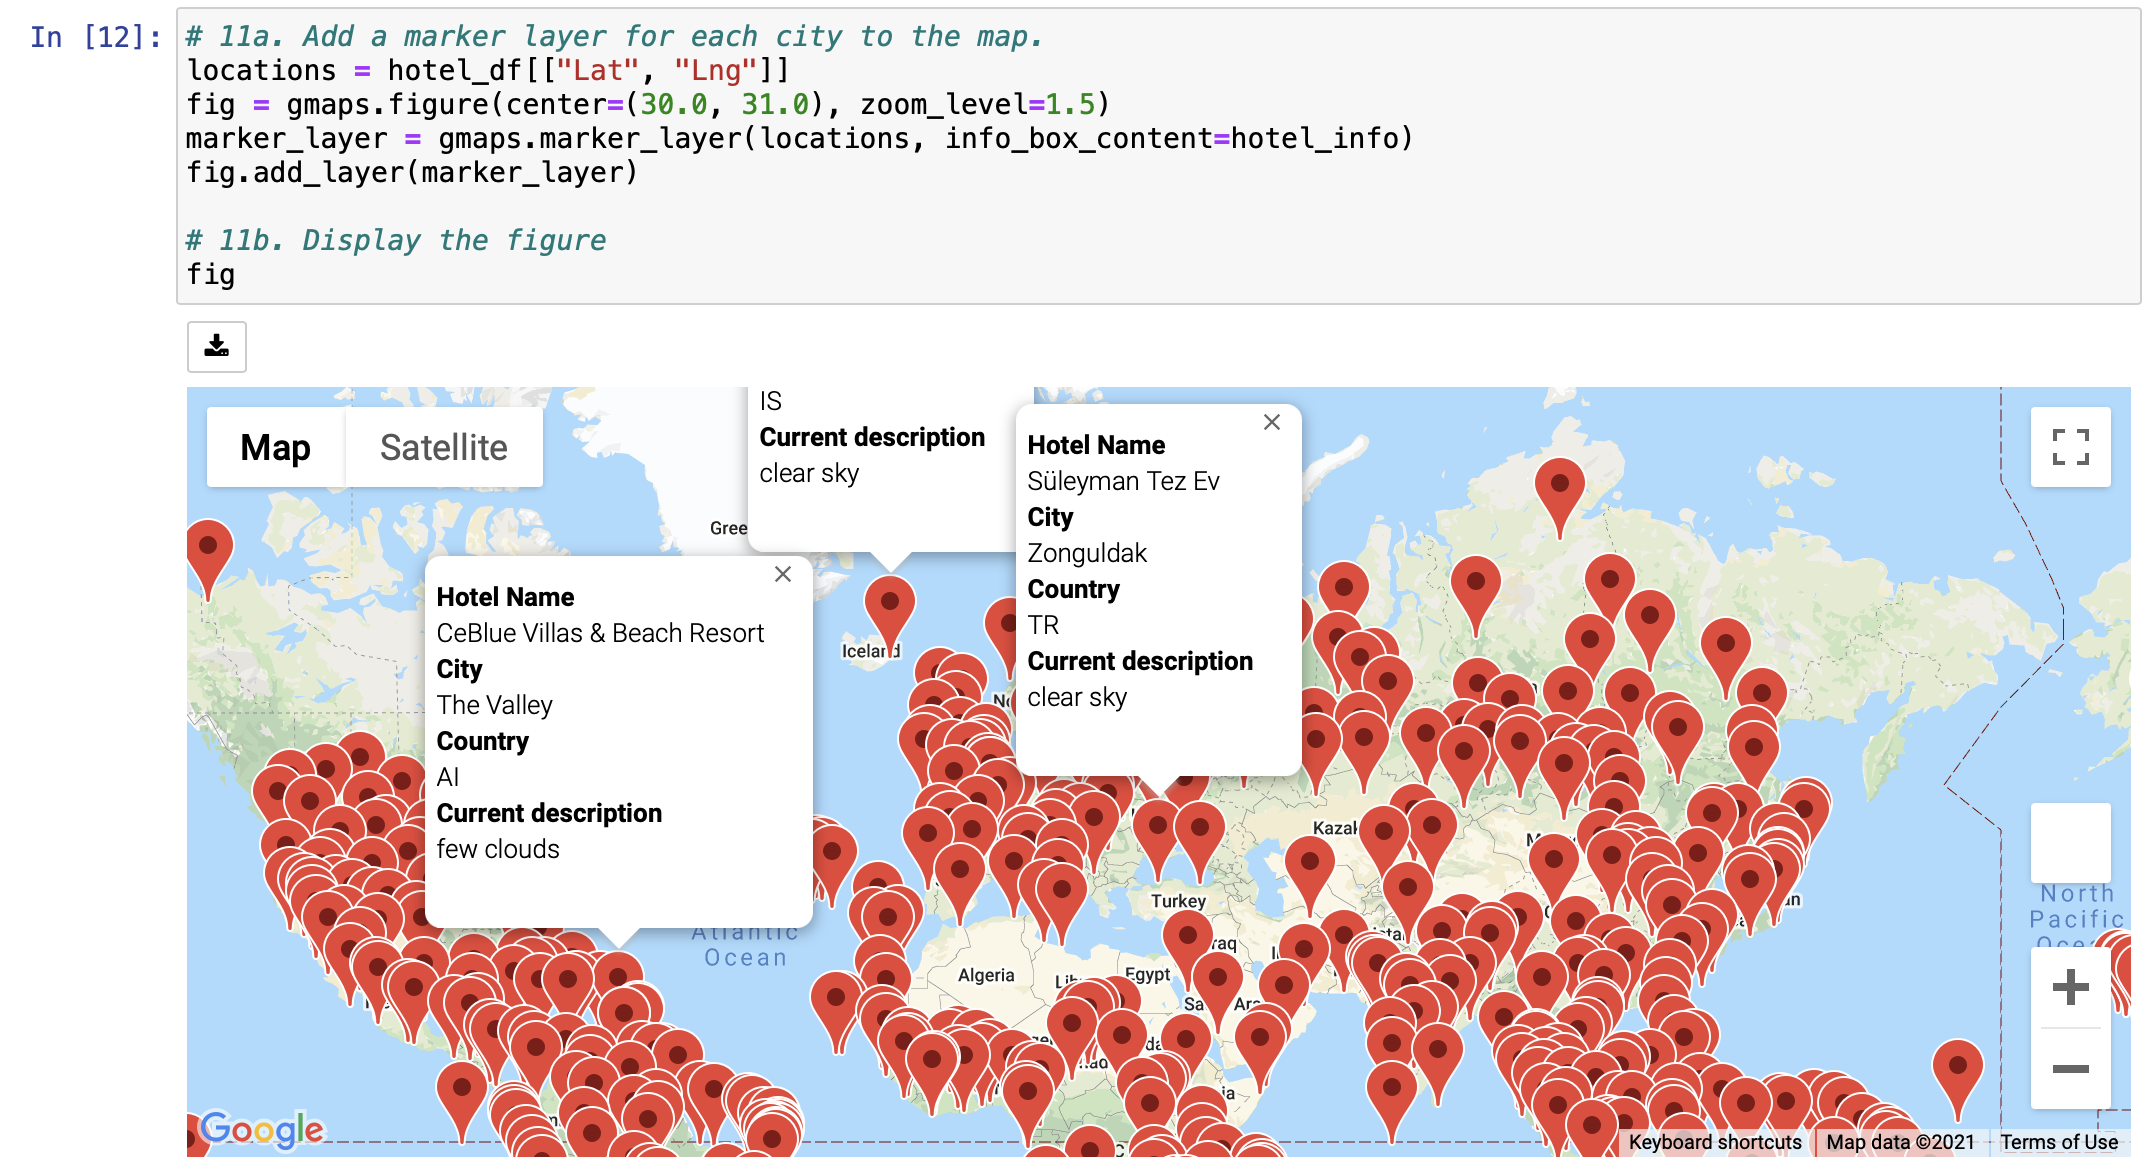 In [12]:
# 11a. Add a marker layer for each city to the map.
locations = hotel_df[["Lat", "Lng"]]
fig = gmaps.figure(center=(30.0, 31.0), zoom_level=1.5)
marker_layer = gmaps.marker_layer(locations, info_box_content=hotel_info)
fig.add_layer(marker_layer)
# 11b. Display the figure
fig
Map
Satellite
IS
Current description
clear sky
Hotel Name
Süleyman Tez Ev
City
Zonguldak
Country
TR
Current description
clear sky
Hotel Name
CeBlue Villas & Beach Resort
City
The Valley
Country
AI
Current description
few clouds
Iceland
Turkey
Atlantic
Ocean
Algeria
Egypt
North
Pacific
Google
Keyboard shortcuts
Map data ©2021
Terms of Use